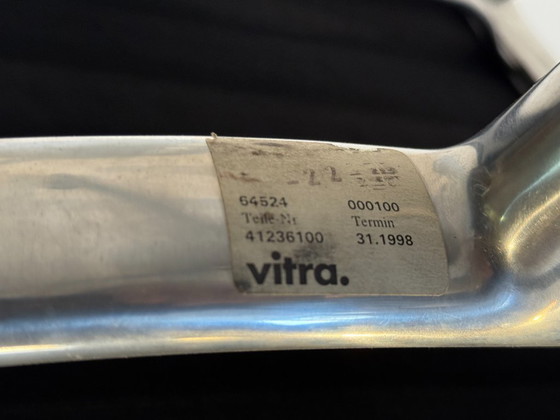 64524 000100
Teile-Nr Termin
41236100 31.1998
vitra.